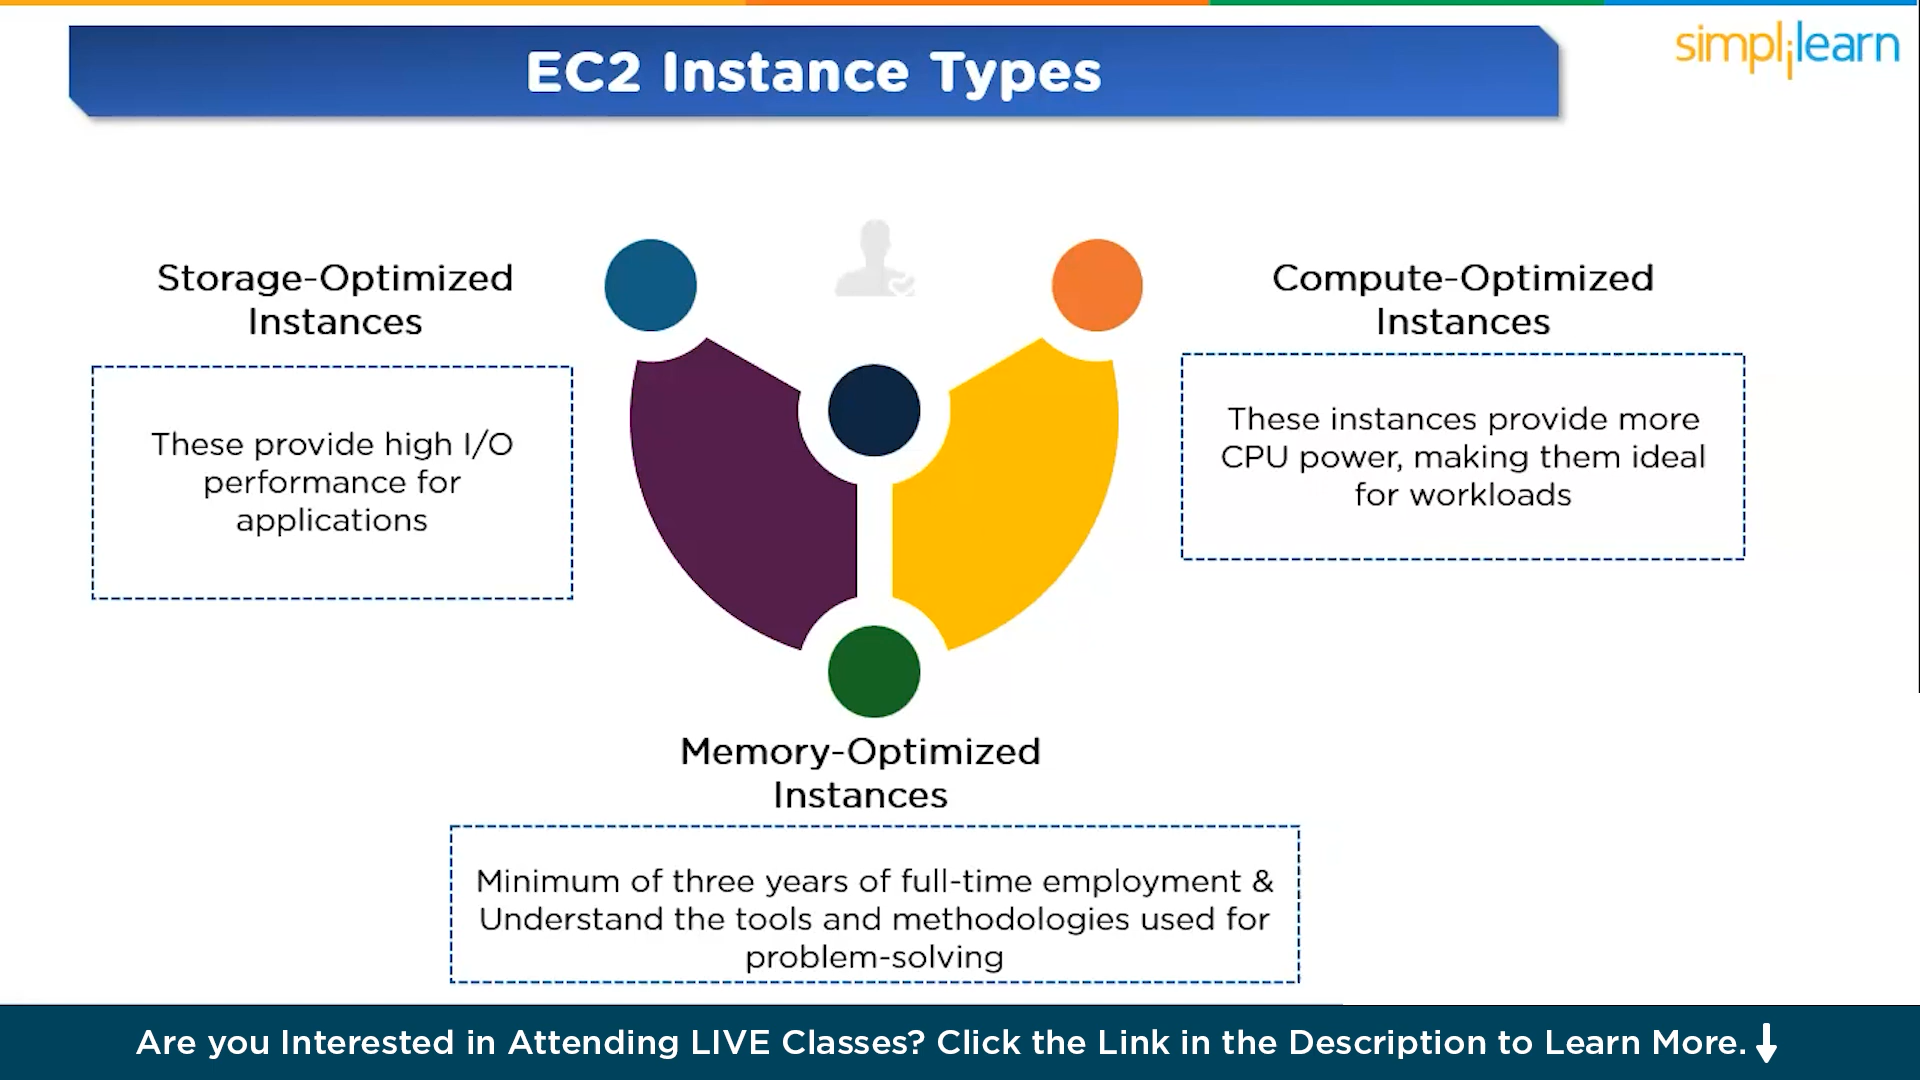 EC2 Instance Types
simplilearn
Storage-Optimized
Instances
These provide high I/O
performance for
applications
Compute-Optimized
Instances
These instances provide more
CPU power, making them ideal
for workloads
Memory-Optimized
Instances
Minimum of three years of full-time employment &
Understand the tools and methodologies used for
problem-solving
Are you Interested in Attending LIVE Classes? Click the Link in the Description to Learn More.